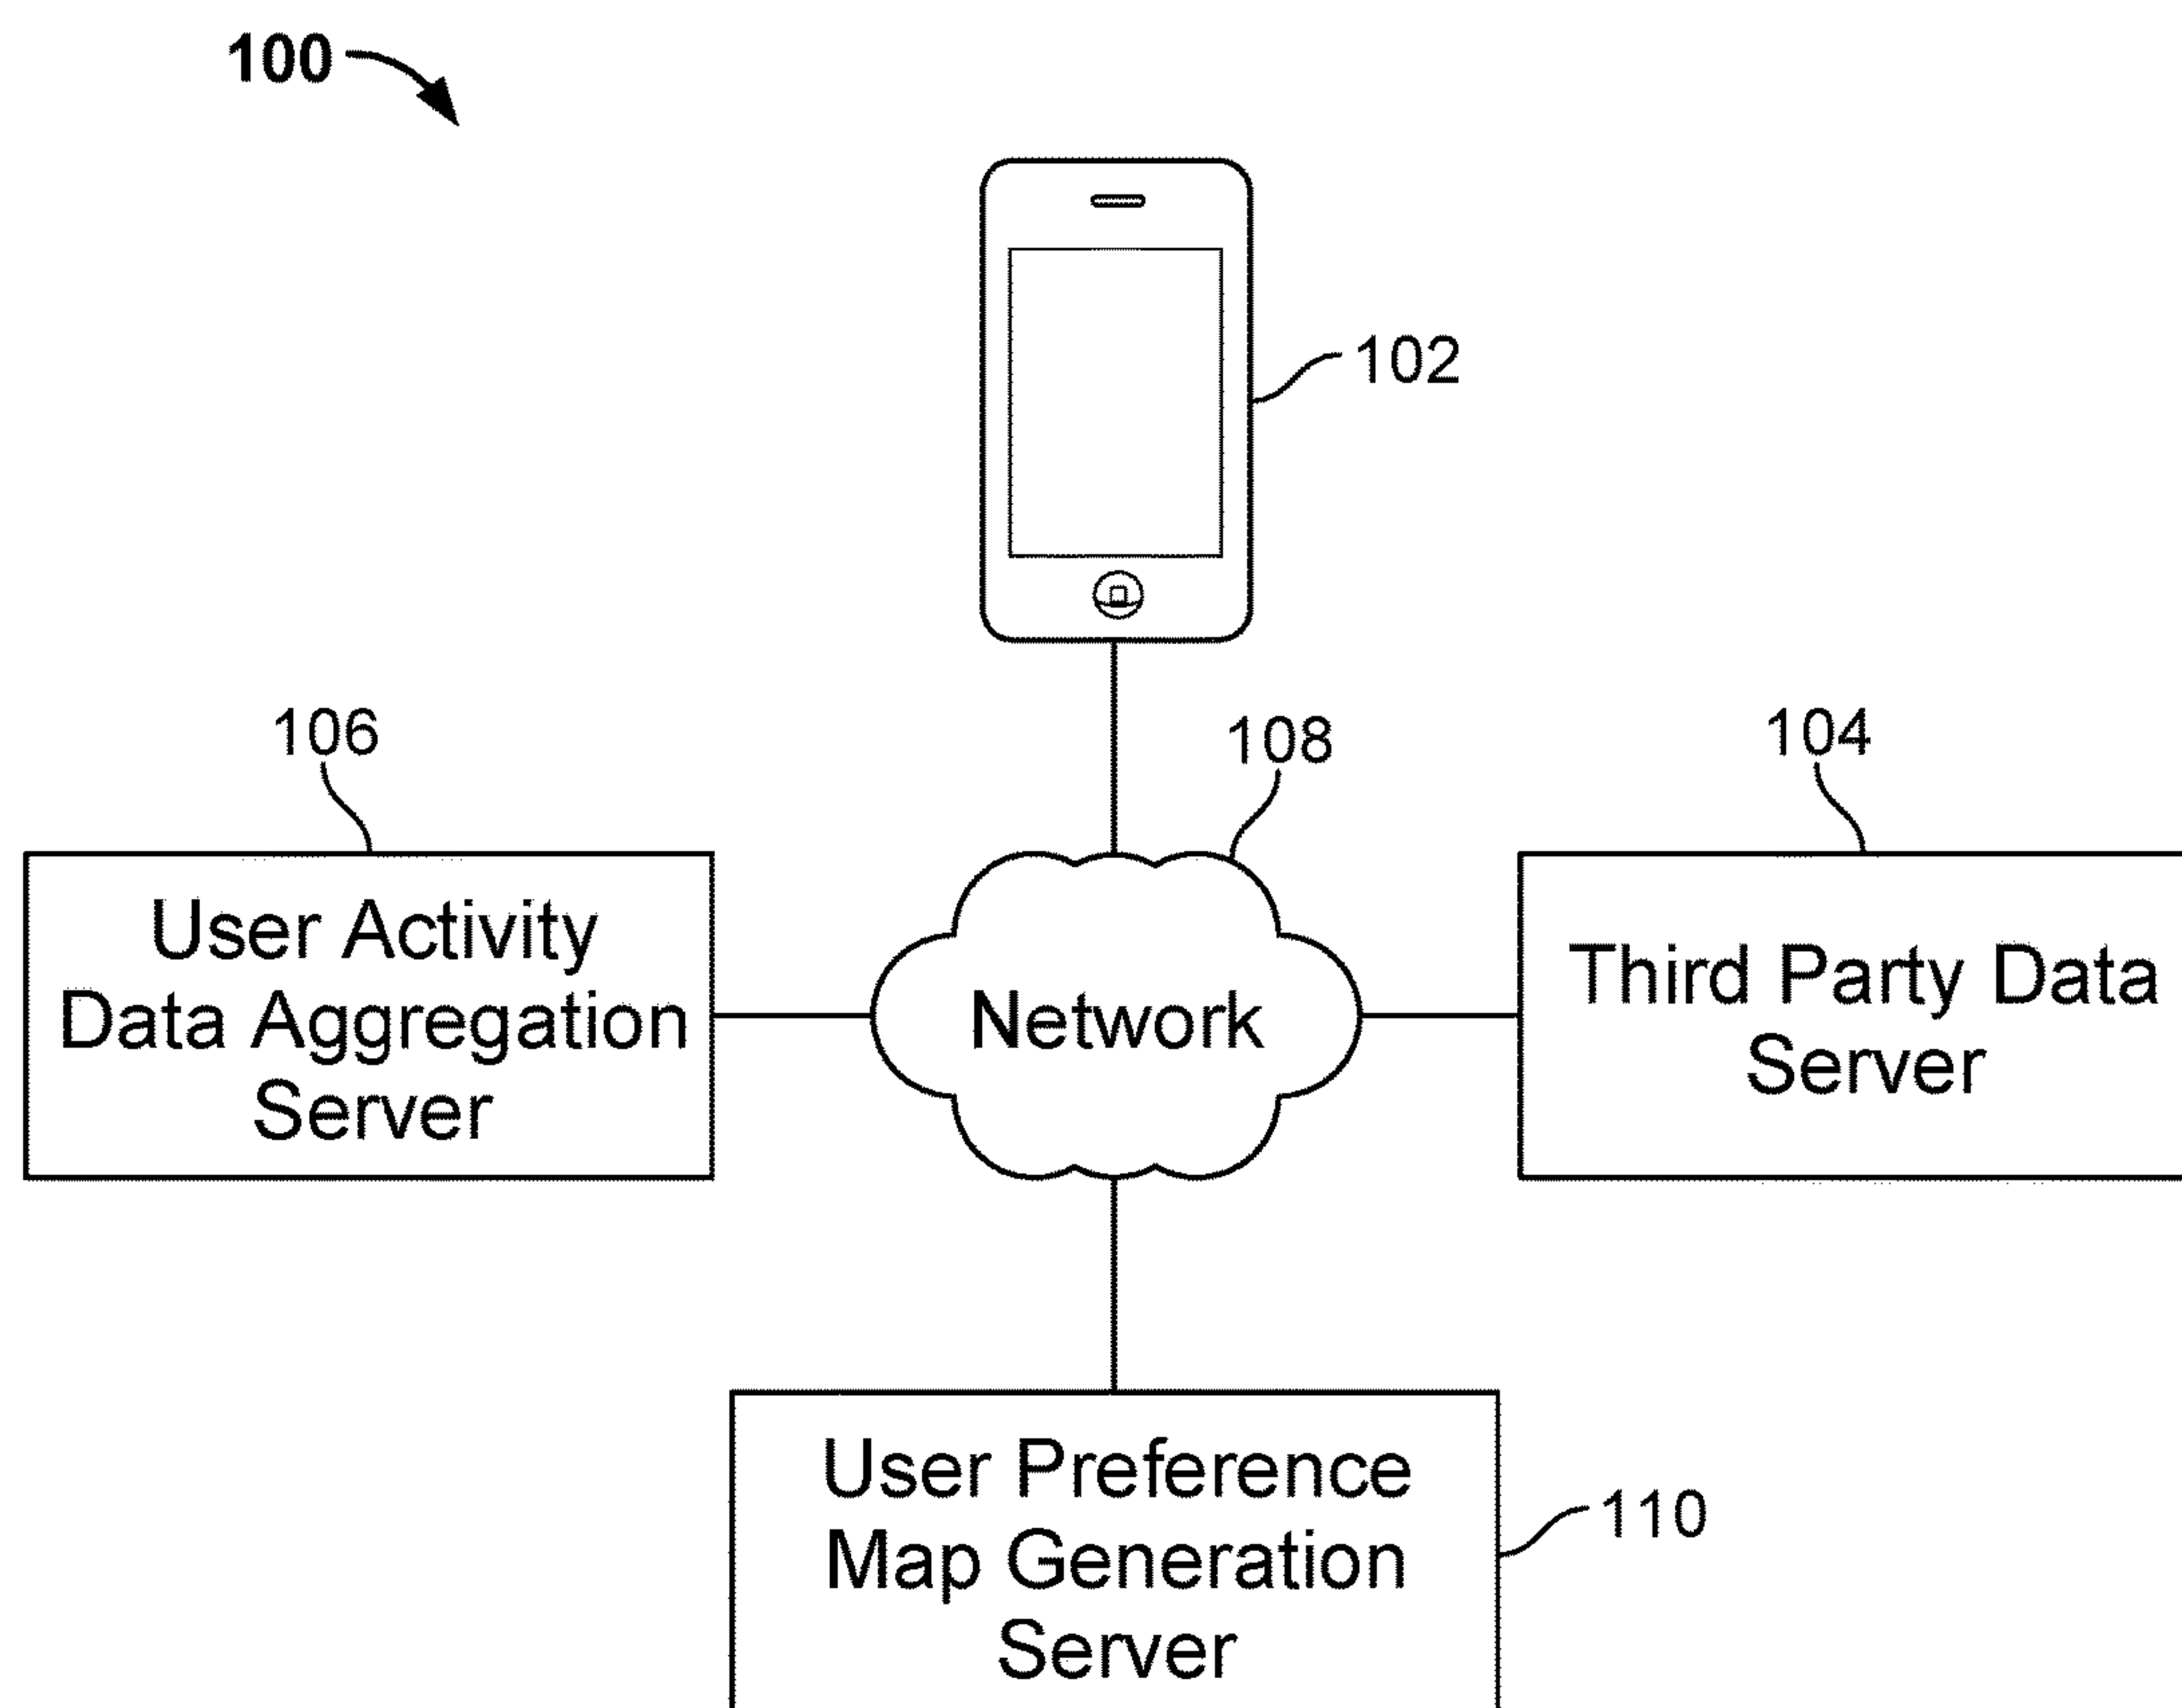 100
102
106
108
104
User Activity
Data Aggregation
Server
Network
Third Party Data
Server
User Preference
Map Generation
Server
110